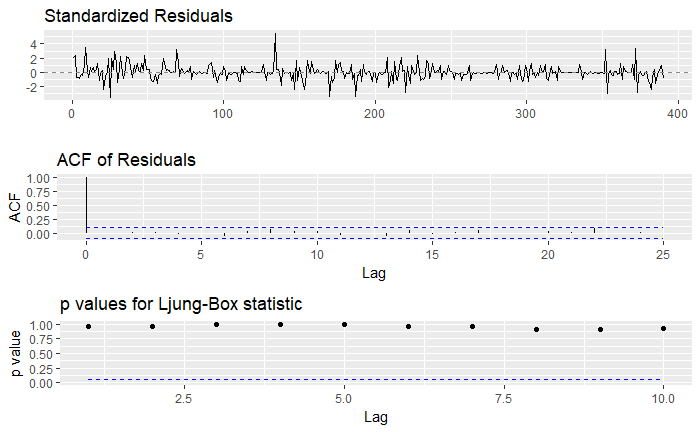 Standardized Residuals
4
2
0
-2
0 100 200 300 400
ACF of Residuals
ACF
1.00
0.75
0.50
0.25
0.00
0 5 10 15 20 25
Lag
p values for Ljung-Box statistic
p value
1.00
0.75
0.50
0.25
0.00
2.5 5.0 7.5 10.0
Lag